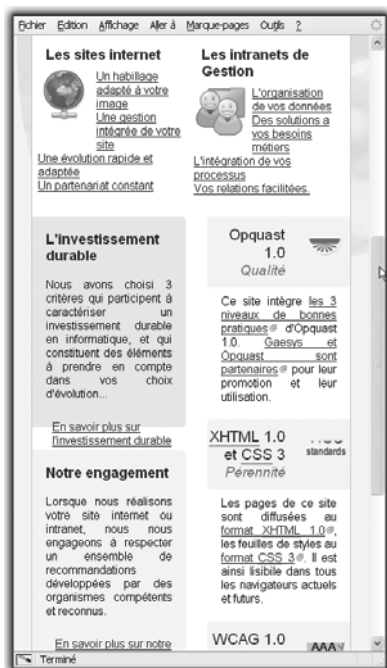 Fichier Edition Affichage Aller à Marque-pages Outils ?
Les sites internet
Un habillage
adapté à votre
image
Une gestion
intégrée de votre
site
Une évolution rapide et
adaptée
Un partenariat constant
Les intranets de
Gestion
L'organisation
de vos données
Des solutions a
vos besoins
métiers
L'intégration de vos
processus
Vos relations facilitées.
L'investissement
durable
Nous avons choisi 3
critères qui participent à
caractériser un
investissement durable
en informatique, et qui
constituent des éléments
à prendre en compte
dans vos choix
d'évolution...
En savoir plus sur
l'investissement durable
Notre engagement
Lorsque nous réalisons
votre site internet ou
intranet, nous nous
engageons à respecter
un ensemble de
recommandations
développées par des
organismes compétents
et reconnus.
En savoir plus sur notre
Opquast
1.0
Qualité
Ce site intègre les 3
niveaux de bonnes
pratiques d'Opquast
1.0. Gaesys et
Opquast sont
partenaires pour leur
promotion et leur
utilisation.
XHTML 1.0
et CSS 3
Pérennité
standards
Les pages de ce site
sont diffusées au
format XHTML 1.0,
les feuilles de styles au
format CSS 3. Il est
ainsi lisible dans tous
les navigateurs actuels
et futurs.
WCAG 1.0
AAA
Terminé